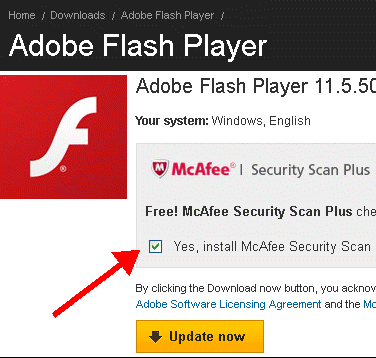 Home / Downloads / Adobe Flash Player /
Adobe Flash Player
Adobe Flash Player 11.5.50
Your system: Windows, English
McAfee® | Security Scan Plus
Free! McAfee Security Scan Plus che
Yes, install McAfee Security Scan
By clicking the Download now button, you acknow
Adobe Software Licensing Agreement and the Mc
Update now